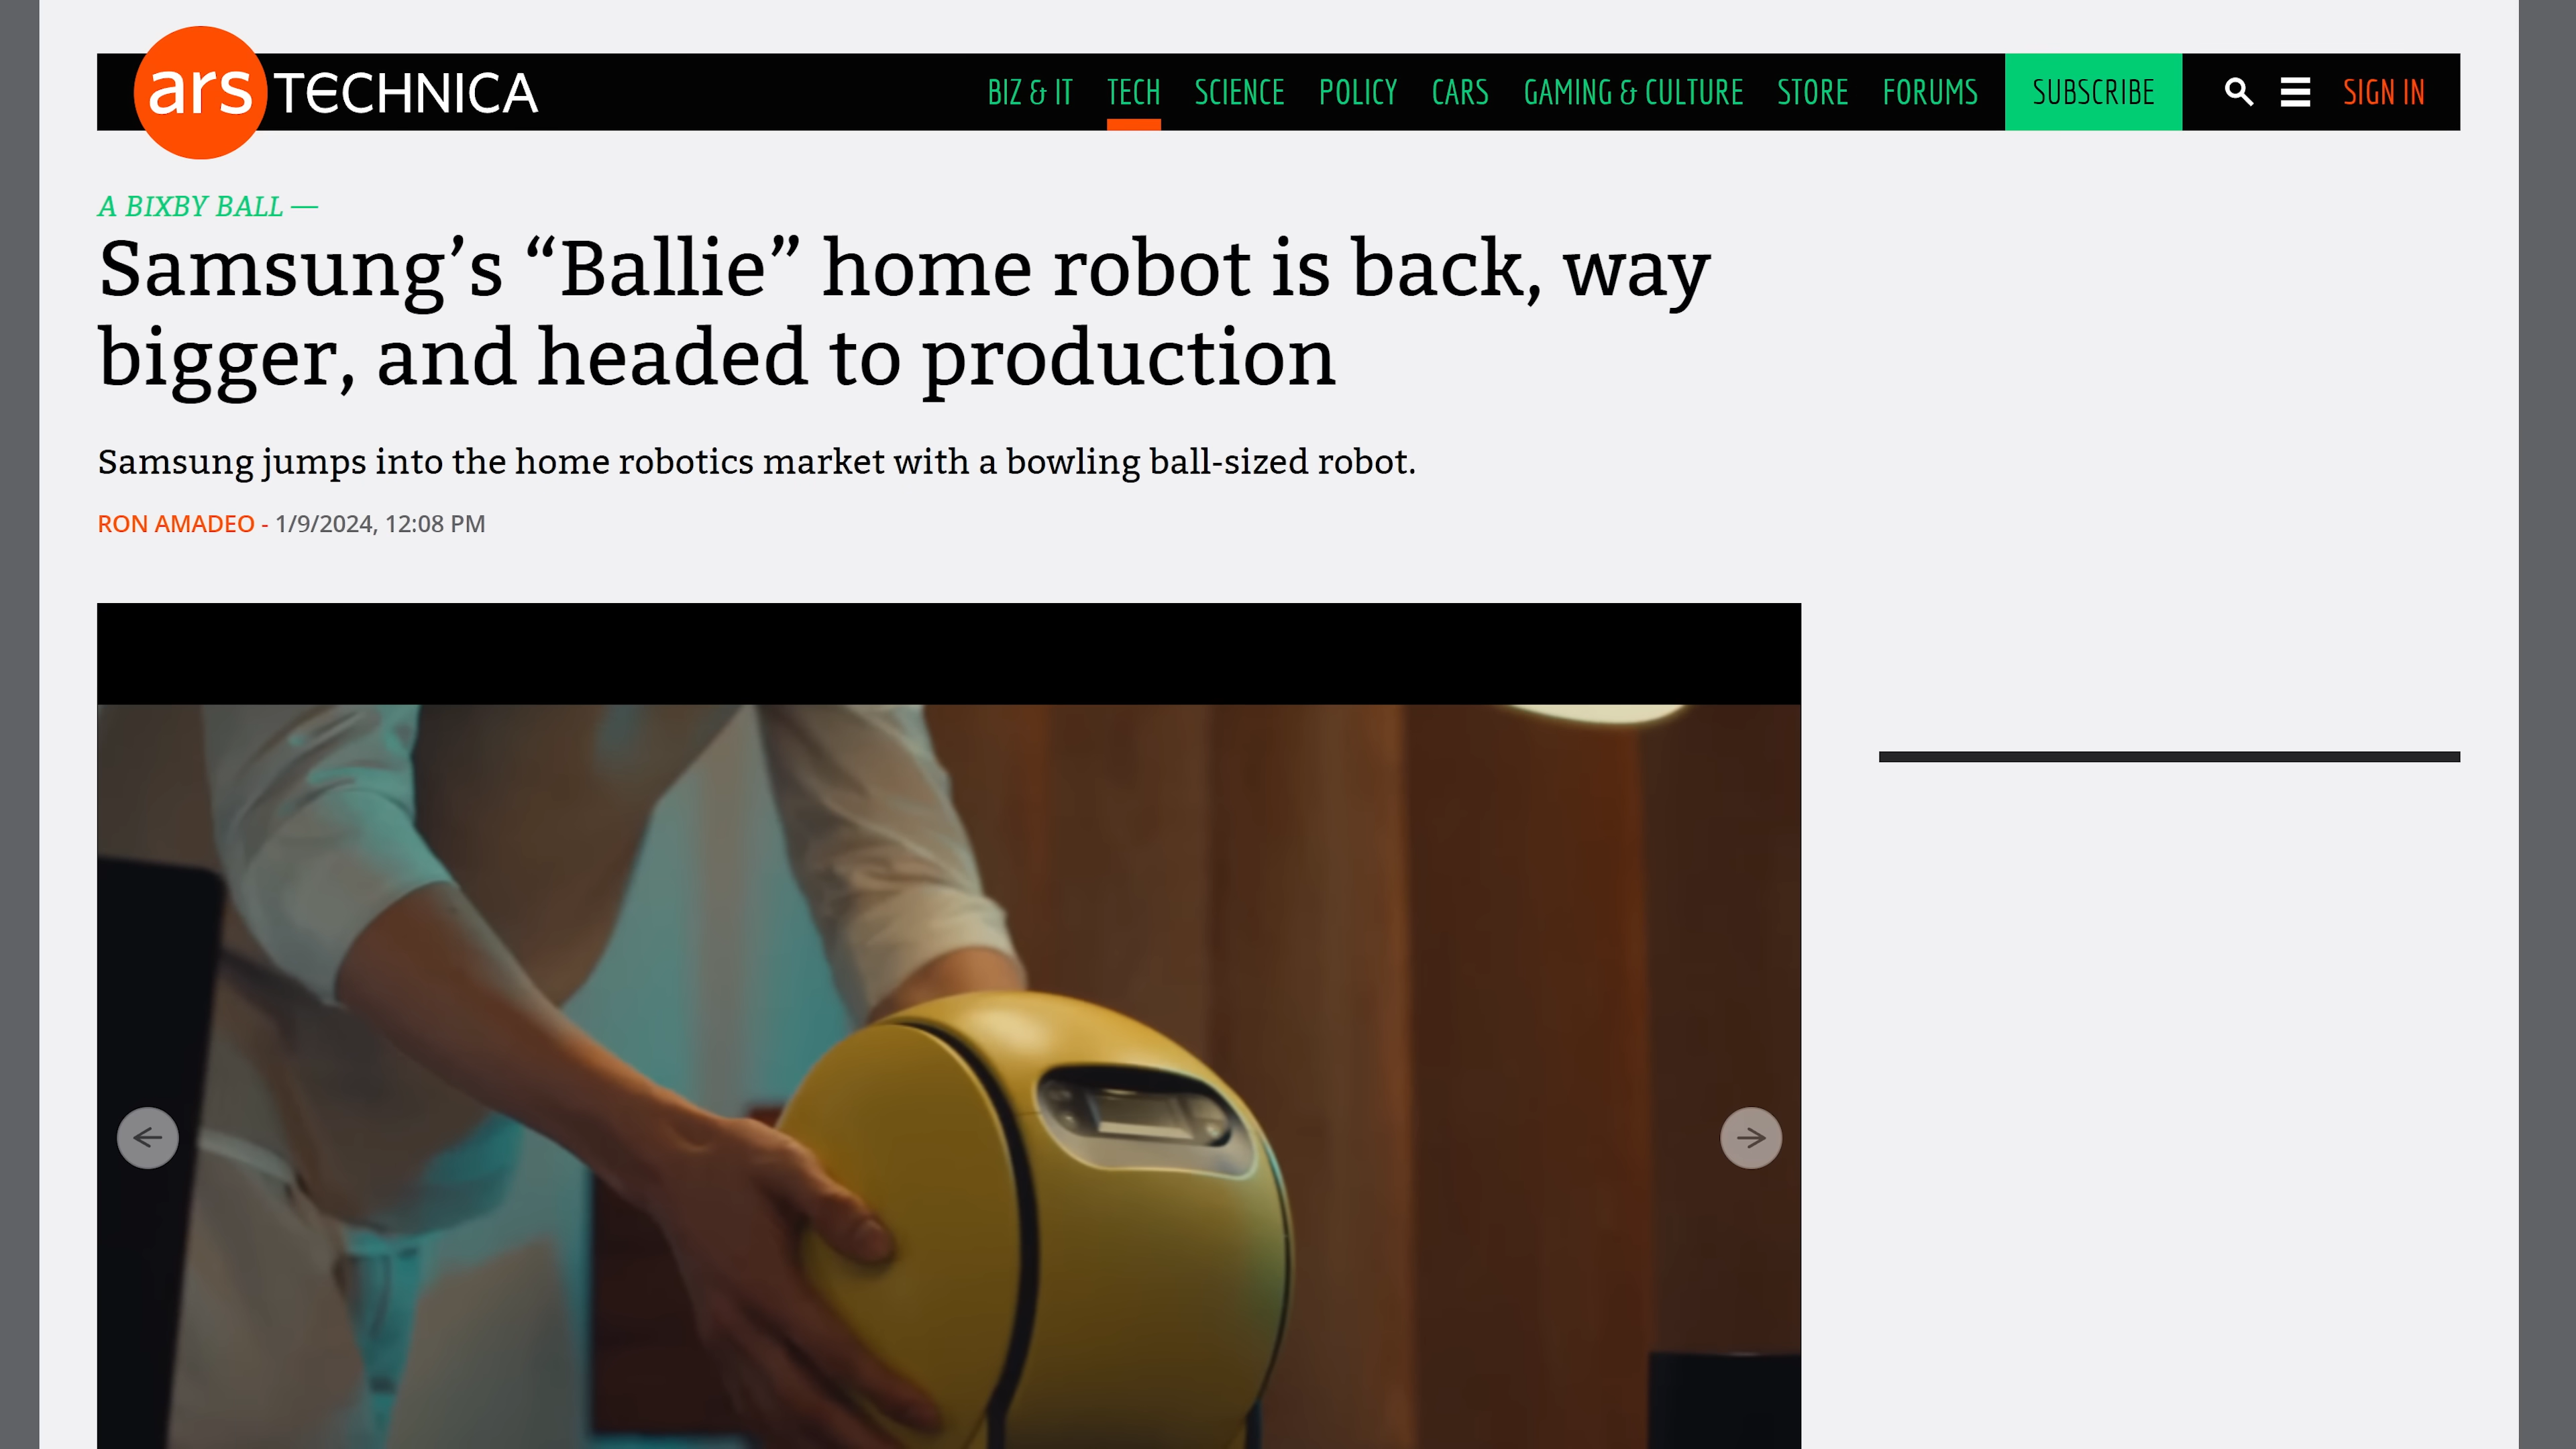 ars TECHNICA
BIZ & IT TECH SCIENCE POLICY CARS GAMING & CULTURE STORE FORUMS SUBSCRIBE SIGN IN
A BIXBY BALL —
Samsung’s “Ballie” home robot is back, way
bigger, and headed to production
Samsung jumps into the home robotics market with a bowling ball-sized robot.
RON AMADEO - 1/9/2024, 12:08 PM